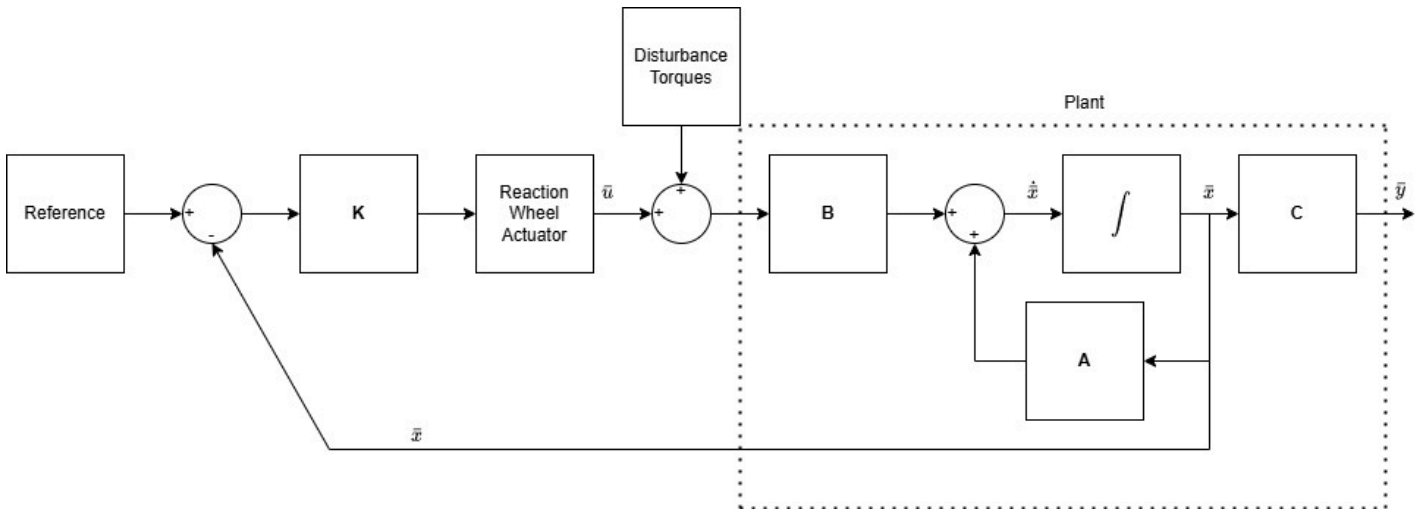 Disturbance
Torques
Plant
Reference
+
-
K
Reaction
Wheel
Actuator
ū
+
+
B
+
+
ẋ̄
∫
x̄
C
ȳ
A
x̄